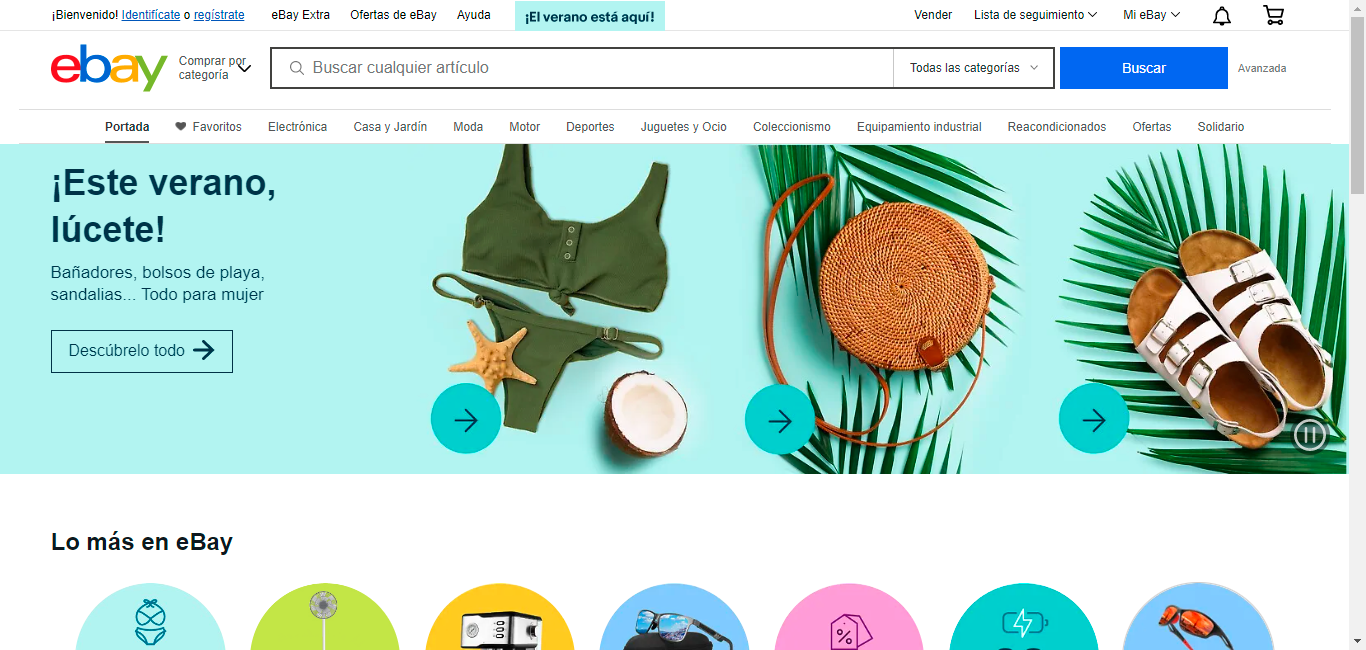 ¡Bienvenido! Identifícate o regístrate
eBay Extra
Ofertas de eBay
Ayuda
¡El verano está aquí!
Vender
Lista de seguimiento
Mi eBay
ebay
Comprar por
categoría
Buscar cualquier artículo
Todas las categorías
Buscar
Avanzada
Portada
Favoritos
Electrónica
Casa y Jardín
Moda
Motor
Deportes
Juguetes y Ocio
Coleccionismo
Equipamiento industrial
Reacondicionados
Ofertas
Solidario
¡Este verano,
lúcete!
Bañadores, bolsos de playa,
sandalias... Todo para mujer
Descúbrelo todo
Lo más en eBay
%